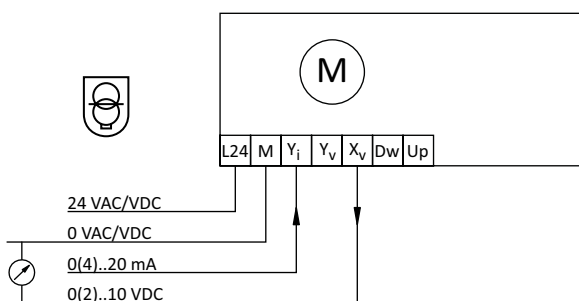 M
L24 M Yi Yv Xv Dw Up
24 VAC/VDC
0 VAC/VDC
0(4)..20 mA
0(2)..10 VDC